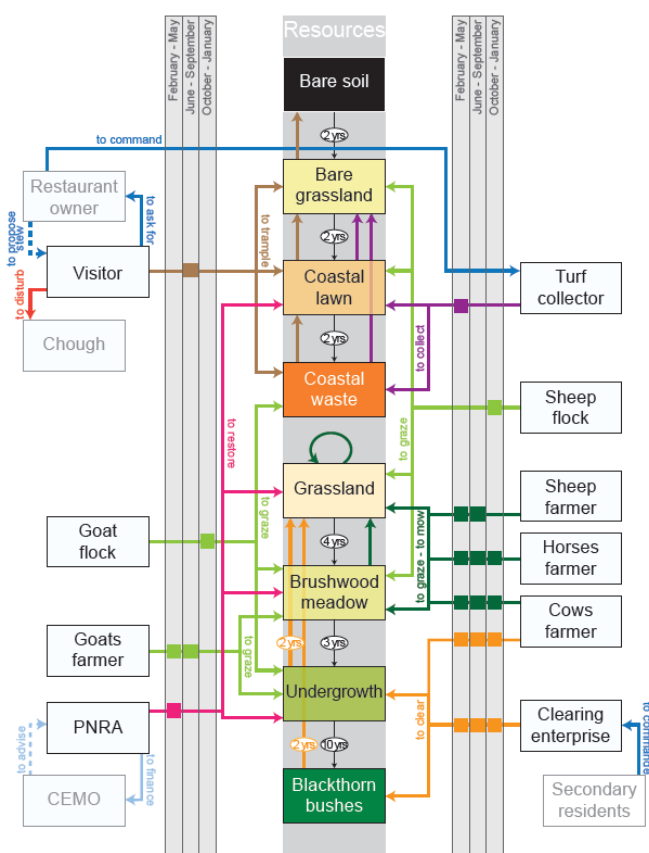 Resources
February - May
June - September
October - January
February - May
June - September
October - January
Bare soil
2 yrs
to command
Bare
grassland
Restaurant
owner
to propose
stew
to ask for
to trample
2 yrs
Visitor
Coastal
lawn
Turf
collector
to disturb
Chough
2 yrs
to collect
Coastal
waste
Sheep
flock
to restore
to graze
Grassland
Sheep
farmer
to graze
Goat
flock
4 yrs
to graze - to mow
Horses
farmer
Brushwood
meadow
Cows
farmer
Goats
farmer
to graze
2 yrs
3 yrs
Undergrowth
PNRA
to clear
Clearing
enterprise
to commande
to advise
to finance
2 yrs
10 yrs
CEMO
Blackthorn
bushes
Secondary
residents